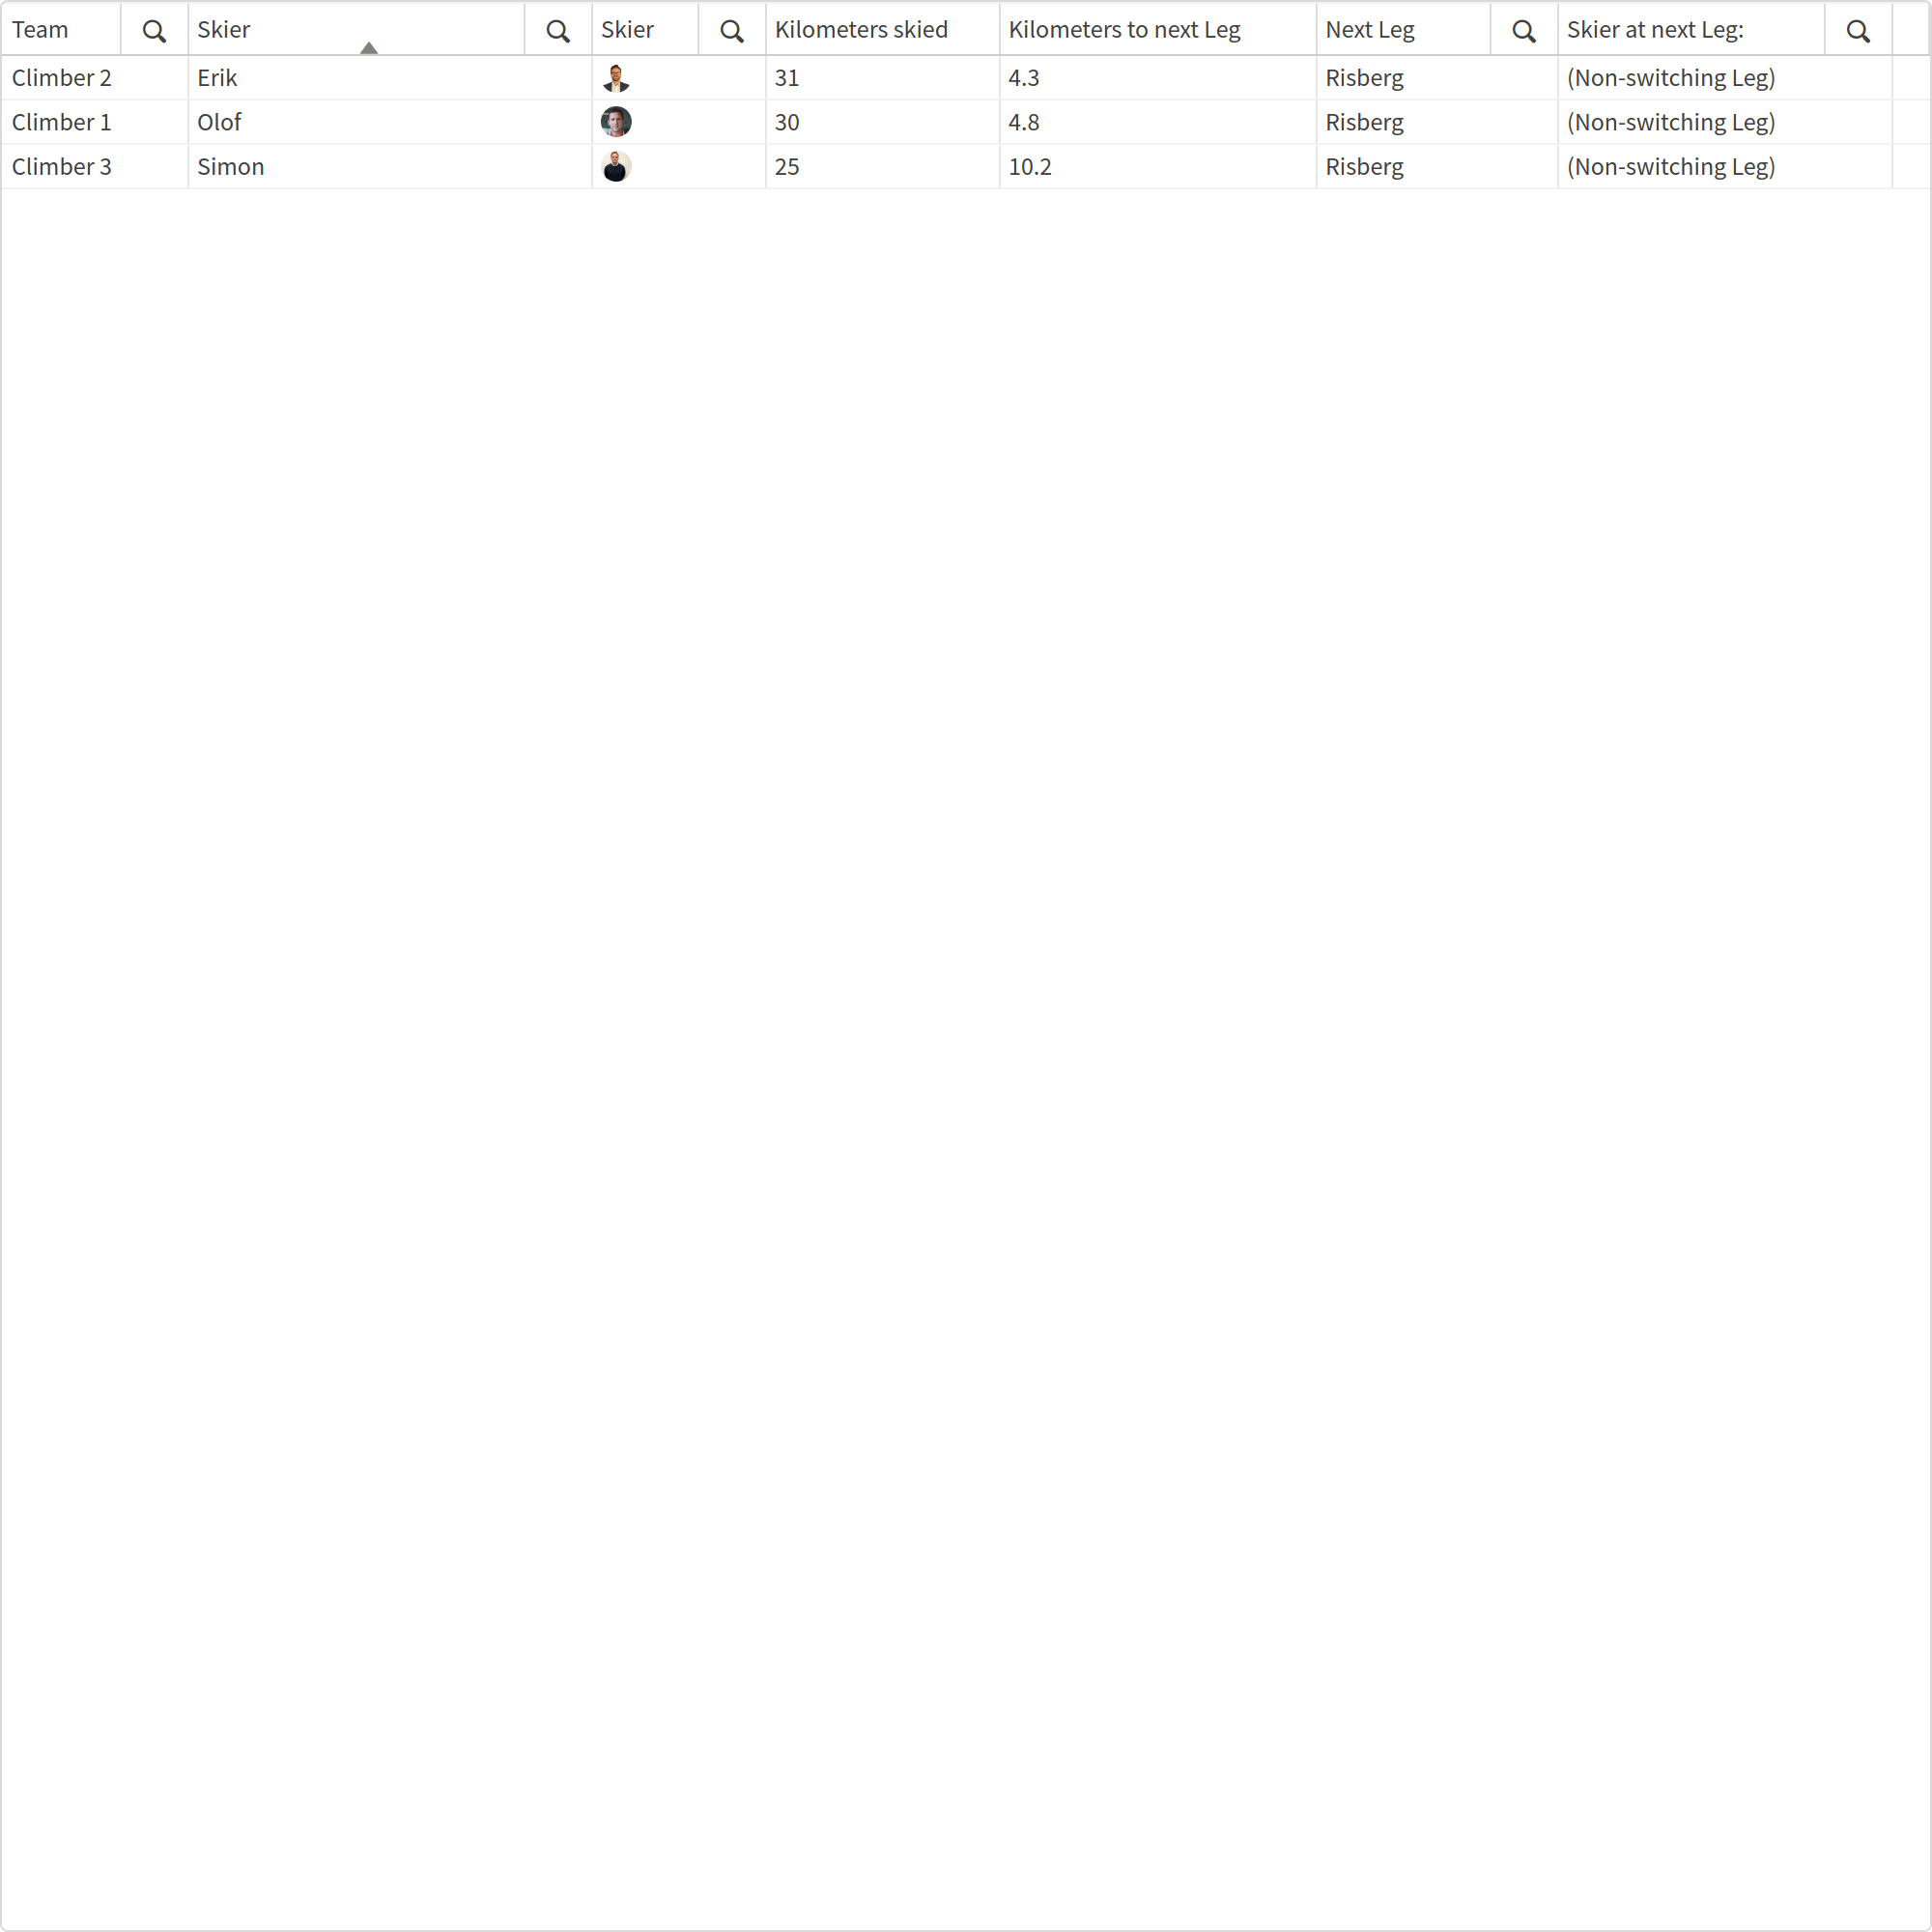 Team Skier Skier Kilometers skied Kilometers to next Leg Next Leg Skier at next Leg:
Climber 2 Erik 31 4.3 Risberg (Non-switching Leg)
Climber 1 Olof 30 4.8 Risberg (Non-switching Leg)
Climber 3 Simon 25 10.2 Risberg (Non-switching Leg)